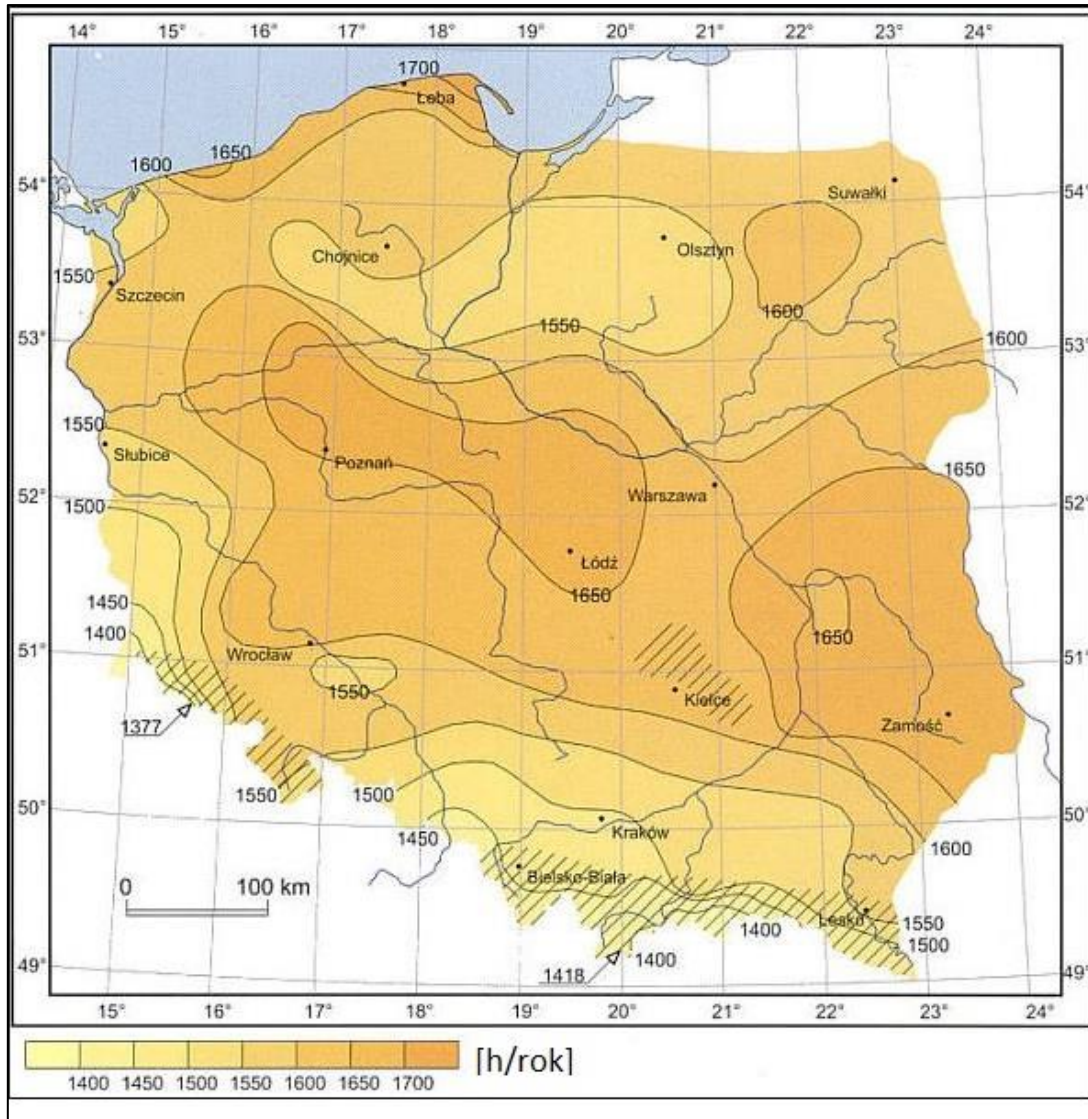 14° 15° 16° 17° 18° 19° 20° 21° 22° 23° 24°
1700
Łeba
1650
1600
54° 54°
Suwałki
Chojnice
Olsztyn
1550
Szczecin
1600
1550
53° 53°
1600
1550
Słubice
Poznań
1650
Warszawa
52° 52°
1500
Łódź
1650
1450
1400
1650
51° 51°
Wrocław
1550
Kielce
1377
Zamość
1550
1500
50° 50°
1450
Kraków
1600
Bielsko-Biała
0 100 km
Lesko
1550
1400
1500
1400
1418
49° 49°
15° 16° 17° 18° 19° 20° 21° 22° 23° 24°
[h/rok]
1400 1450 1500 1550 1600 1650 1700